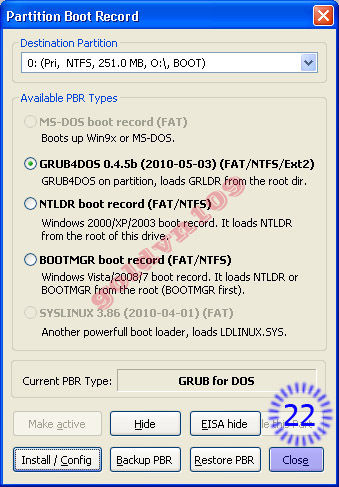 Partition Boot Record
Destination Partition
0: (Pri, NTFS, 251.0 MB, O:\, BOOT)
Available PBR Types
MS-DOS boot record (FAT)
Boots up Win9x or MS-DOS.
GRUB4DOS 0.4.5b (2010-05-03) (FAT/NTFS/Ext2)
GRUB4DOS on partition, loads GRLDR from the root dir.
NTLDR boot record (FAT/NTFS)
Windows 2000/XP/2003 boot record. It loads NTLDR
from the root of this drive.
BOOTMGR boot record (FAT/NTFS)
Windows Vista/2008/7 boot record. It loads NTLDR or
BOOTMGR from the root (BOOTMGR first).
SYSLINUX 3.86 (2010-04-01) (FAT)
Another powerfull boot loader, loads LDLINUX.SYS.
goldvn109
Current PBR Type: GRUB for DOS
Make active Hide EISA hide 22
Install / Config Backup PBR Restore PBR Close